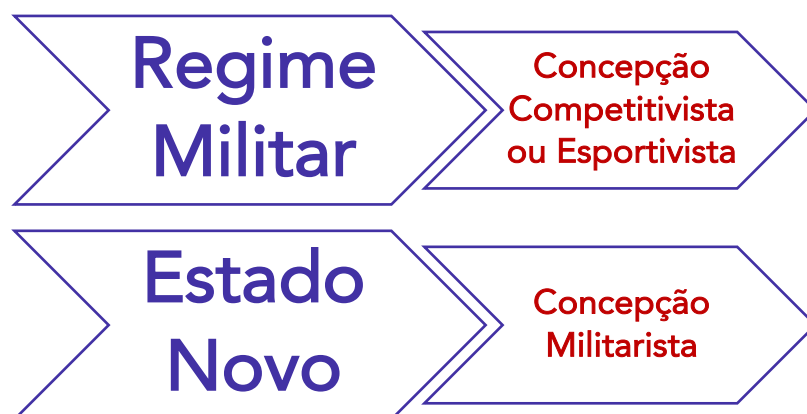 Regime
Militar
Concepção
Competitivista
ou Esportivista
Estado
Novo
Concepção
Militarista